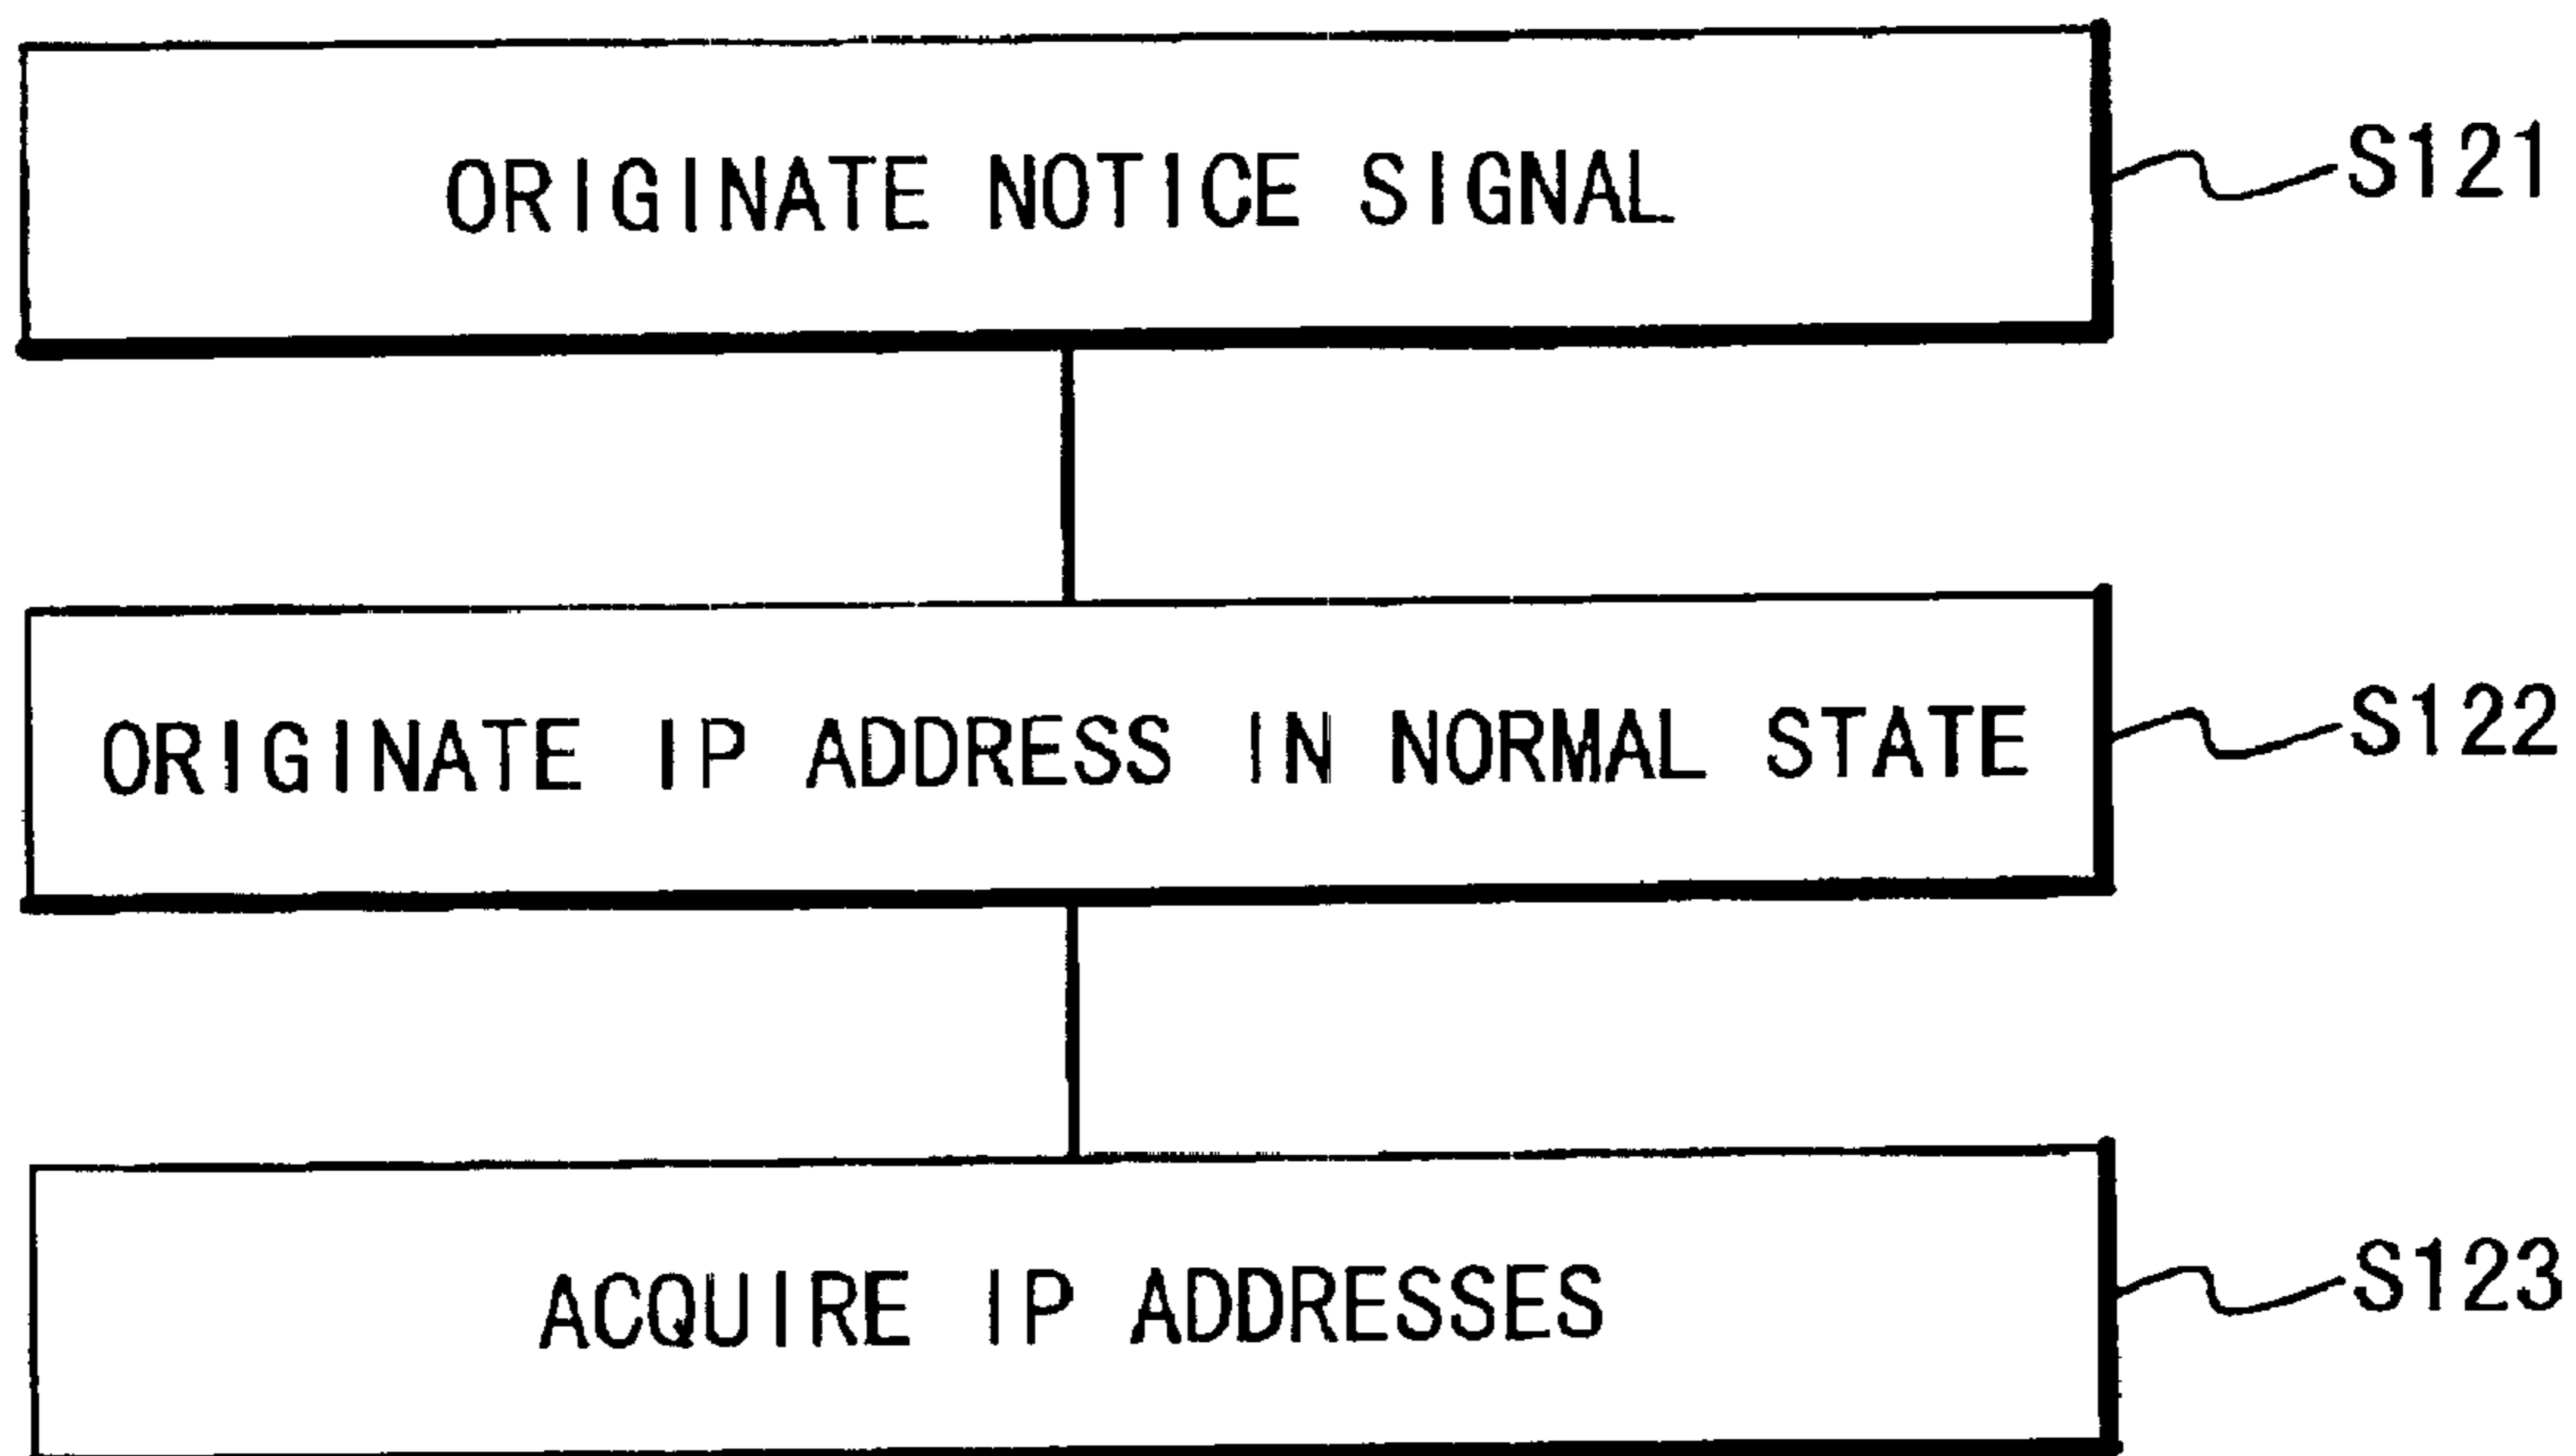 ORIGINATE NOTICE SIGNAL
S121
ORIGINATE IP ADDRESS IN NORMAL STATE
S122
ACQUIRE IP ADDRESSES
S123